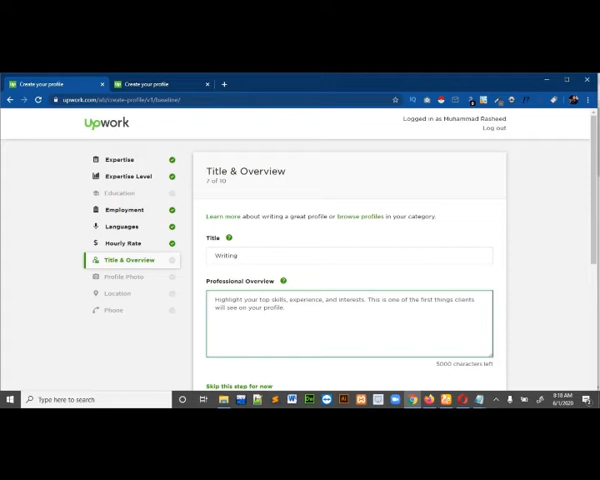 Create your profile
Create your profile
upwork.com/ab/create-profile/v3/baseline/
upwork
Logged in as Muhammad Rasheed
Log out
Expertise
Expertise Level
Education
Employment
Languages
Hourly Rate
Title & Overview
Profile Photo
Location
Phone
Title & Overview
7 of 10
Learn more about writing a great profile or browse profiles in your category.
Title
Writing
Professional Overview
Highlight your top skills, experience, and interests. This is one of the first things clients
will see on your profile.
5000 characters left
Skip this step for now
Type here to search
8:18 AM
6/1/2020